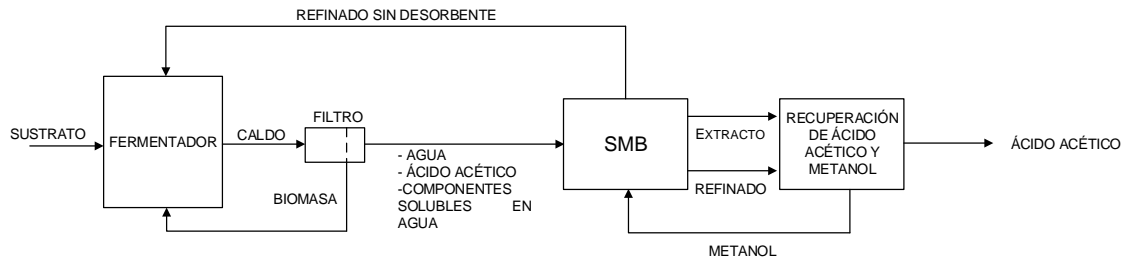 REFINADO SIN DESORBENTE
SUSTRATO
FERMENTADOR
CALDO
FILTRO
BIOMASA
- AGUA
- ÁCIDO ACÉTICO
-COMPONENTES
SOLUBLES EN
AGUA
SMB
EXTRACTO
REFINADO
RECUPERACIÓN
DE ÁCIDO
ACÉTICO Y
METANOL
ÁCIDO ACÉTICO
METANOL